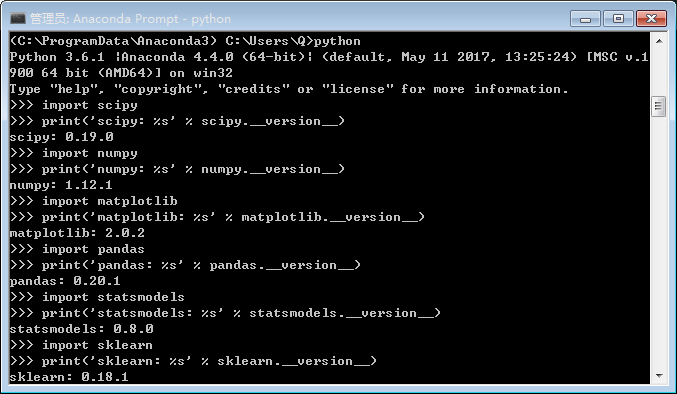 管理员: Anaconda Prompt - python
(C:\ProgramData\Anaconda3) C:\Users\Q>python
Python 3.6.1 |Anaconda 4.4.0 (64-bit)| (default, May 11 2017, 13:25:24) [MSC v.1
900 64 bit (AMD64)] on win32
Type "help", "copyright", "credits" or "license" for more information.
>>> import scipy
>>> print('scipy: %s' % scipy.__version__)
scipy: 0.19.0
>>> import numpy
>>> print('numpy: %s' % numpy.__version__)
numpy: 1.12.1
>>> import matplotlib
>>> print('matplotlib: %s' % matplotlib.__version__)
matplotlib: 2.0.2
>>> import pandas
>>> print('pandas: %s' % pandas.__version__)
pandas: 0.20.1
>>> import statsmodels
>>> print('statsmodels: %s' % statsmodels.__version__)
statsmodels: 0.8.0
>>> import sklearn
>>> print('sklearn: %s' % sklearn.__version__)
sklearn: 0.18.1